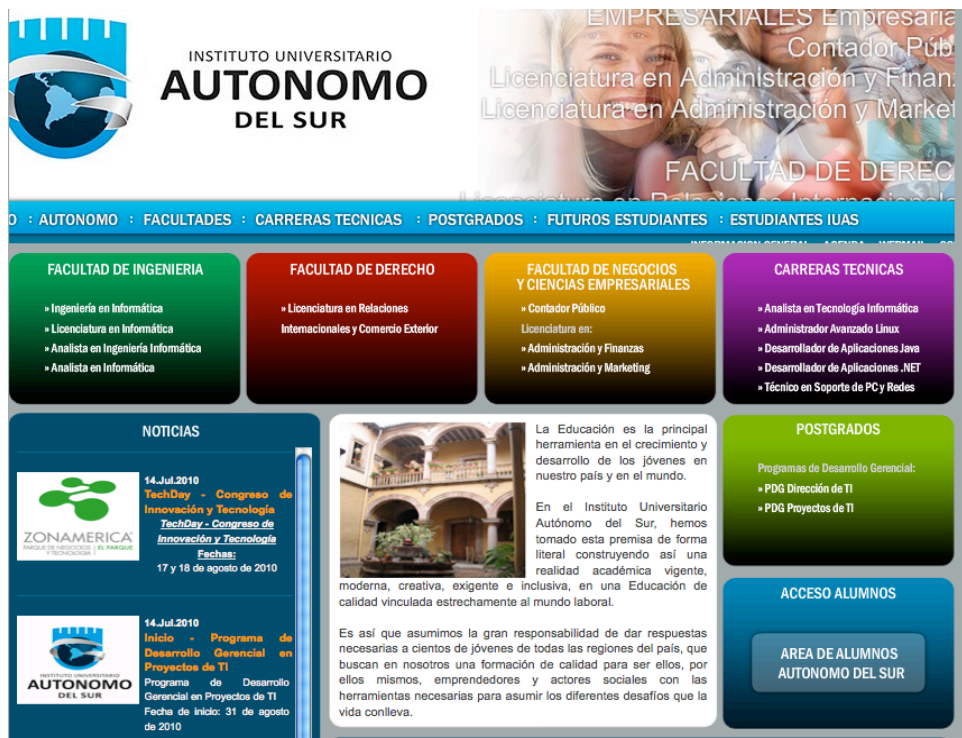 INSTITUTO UNIVERSITARIO
AUTONOMO
DEL SUR
EMPRESARIALES Empresaria
Contador Púb
Licenciatura en Administración y Finan
Licenciatura en Administración y Market
FACULTAD DE DEREC
Licenciatura en Relaciones Internacionale
O : AUTONOMO : FACULTADES : CARRERAS TECNICAS : POSTGRADOS : FUTUROS ESTUDIANTES : ESTUDIANTES IUAS
INFORMACION GENERAL AGENDA WEBMAIL
FACULTAD DE INGENIERIA
» Ingeniería en Informática
» Licenciatura en Informática
» Analista en Ingeniería Informática
» Analista en Informática
FACULTAD DE DERECHO
» Licenciatura en Relaciones
Internacionales y Comercio Exterior
FACULTAD DE NEGOCIOS
Y CIENCIAS EMPRESARIALES
» Contador Público
Licenciatura en:
» Administración y Finanzas
» Administración y Marketing
CARRERAS TECNICAS
» Analista en Tecnología Informática
» Administrador Avanzado Linux
» Desarrollador de Aplicaciones Java
» Desarrollador de Aplicaciones .NET
» Técnico en Soporte de PC y Redes
NOTICIAS
ZONAMERICA
PARQUE DE NEGOCIOS | EL PARQUE
Y TECNOLOGIA |
14.Jul.2010
TechDay - Congreso de
Innovación y Tecnología
TechDay - Congreso de
Innovación y Tecnología
Fechas:
17 y 18 de agosto de 2010
INSTITUTO UNIVERSITARIO
AUTONOMO
DEL SUR
14.Jul.2010
Inicio - Programa de
Desarrollo Gerencial en
Proyectos de TI
Programa de Desarrollo
Gerencial en Proyectos de TI
Fecha de inicio: 31 de agosto
de 2010
La Educación es la principal
herramienta en el crecimiento y
desarrollo de los jóvenes en
nuestro país y en el mundo.
En el Instituto Universitario
Autónomo del Sur, hemos
tomado esta premisa de forma
literal construyendo así una
realidad académica vigente,
moderna, creativa, exigente e inclusiva, en una Educación de
calidad vinculada estrechamente al mundo laboral.
Es así que asumimos la gran responsabilidad de dar respuestas
necesarias a cientos de jóvenes de todas las regiones del país, que
buscan en nosotros una formación de calidad para ser ellos, por
ellos mismos, emprendedores y actores sociales con las
herramientas necesarias para asumir los diferentes desafíos que la
vida conlleva.
POSTGRADOS
Programas de Desarrollo Gerencial:
» PDG Dirección de TI
» PDG Proyectos de TI
ACCESO ALUMNOS
AREA DE ALUMNOS
AUTONOMO DEL SUR